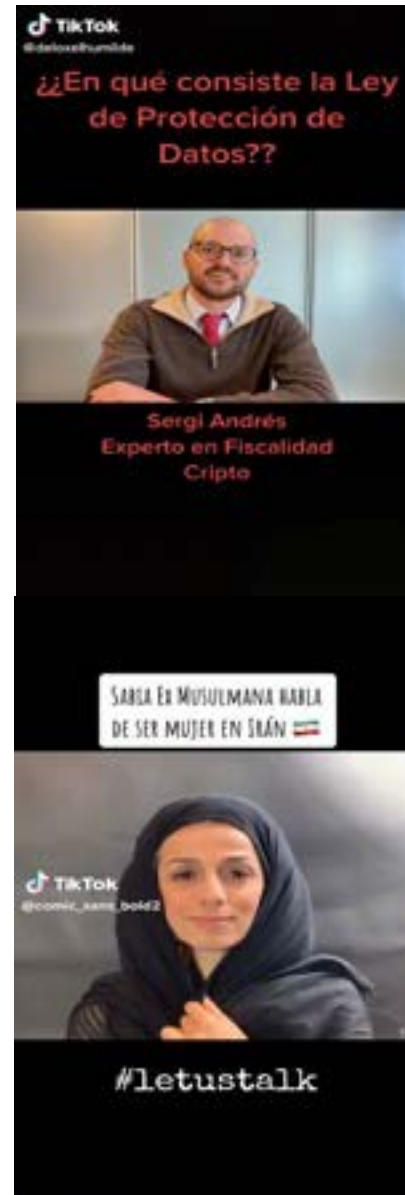 TikTok
@deloxelhumilde
¿¿En qué consiste la Ley
de Protección de
Datos??
Sergi Andrés
Experto en Fiscalidad
Cripto
SABIA EX MUSULMANA HABLA
DE SER MUJER EN IRÁN
TikTok
@comic_sans_bold2
#letustalk